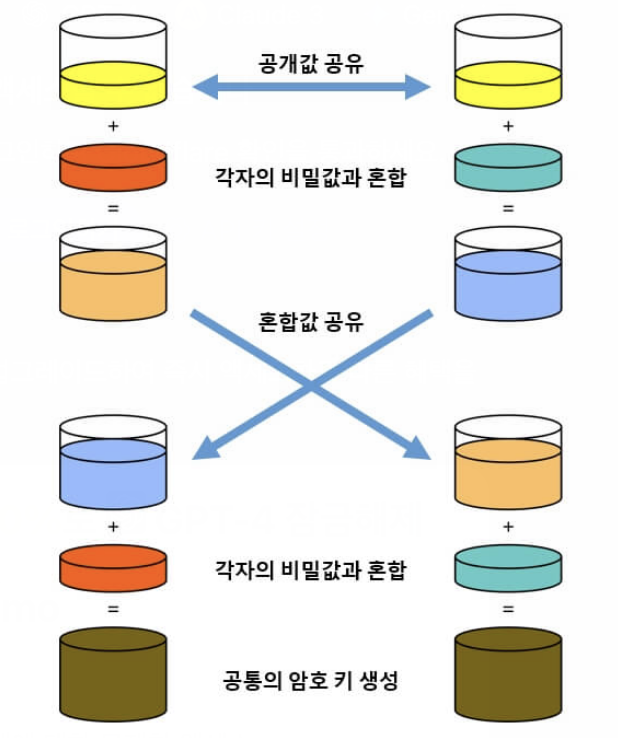 공개값 공유
+
+
각자의 비밀값과 혼합
=
=
혼합값 공유
+
+
각자의 비밀값과 혼합
=
=
공통의 암호 키 생성